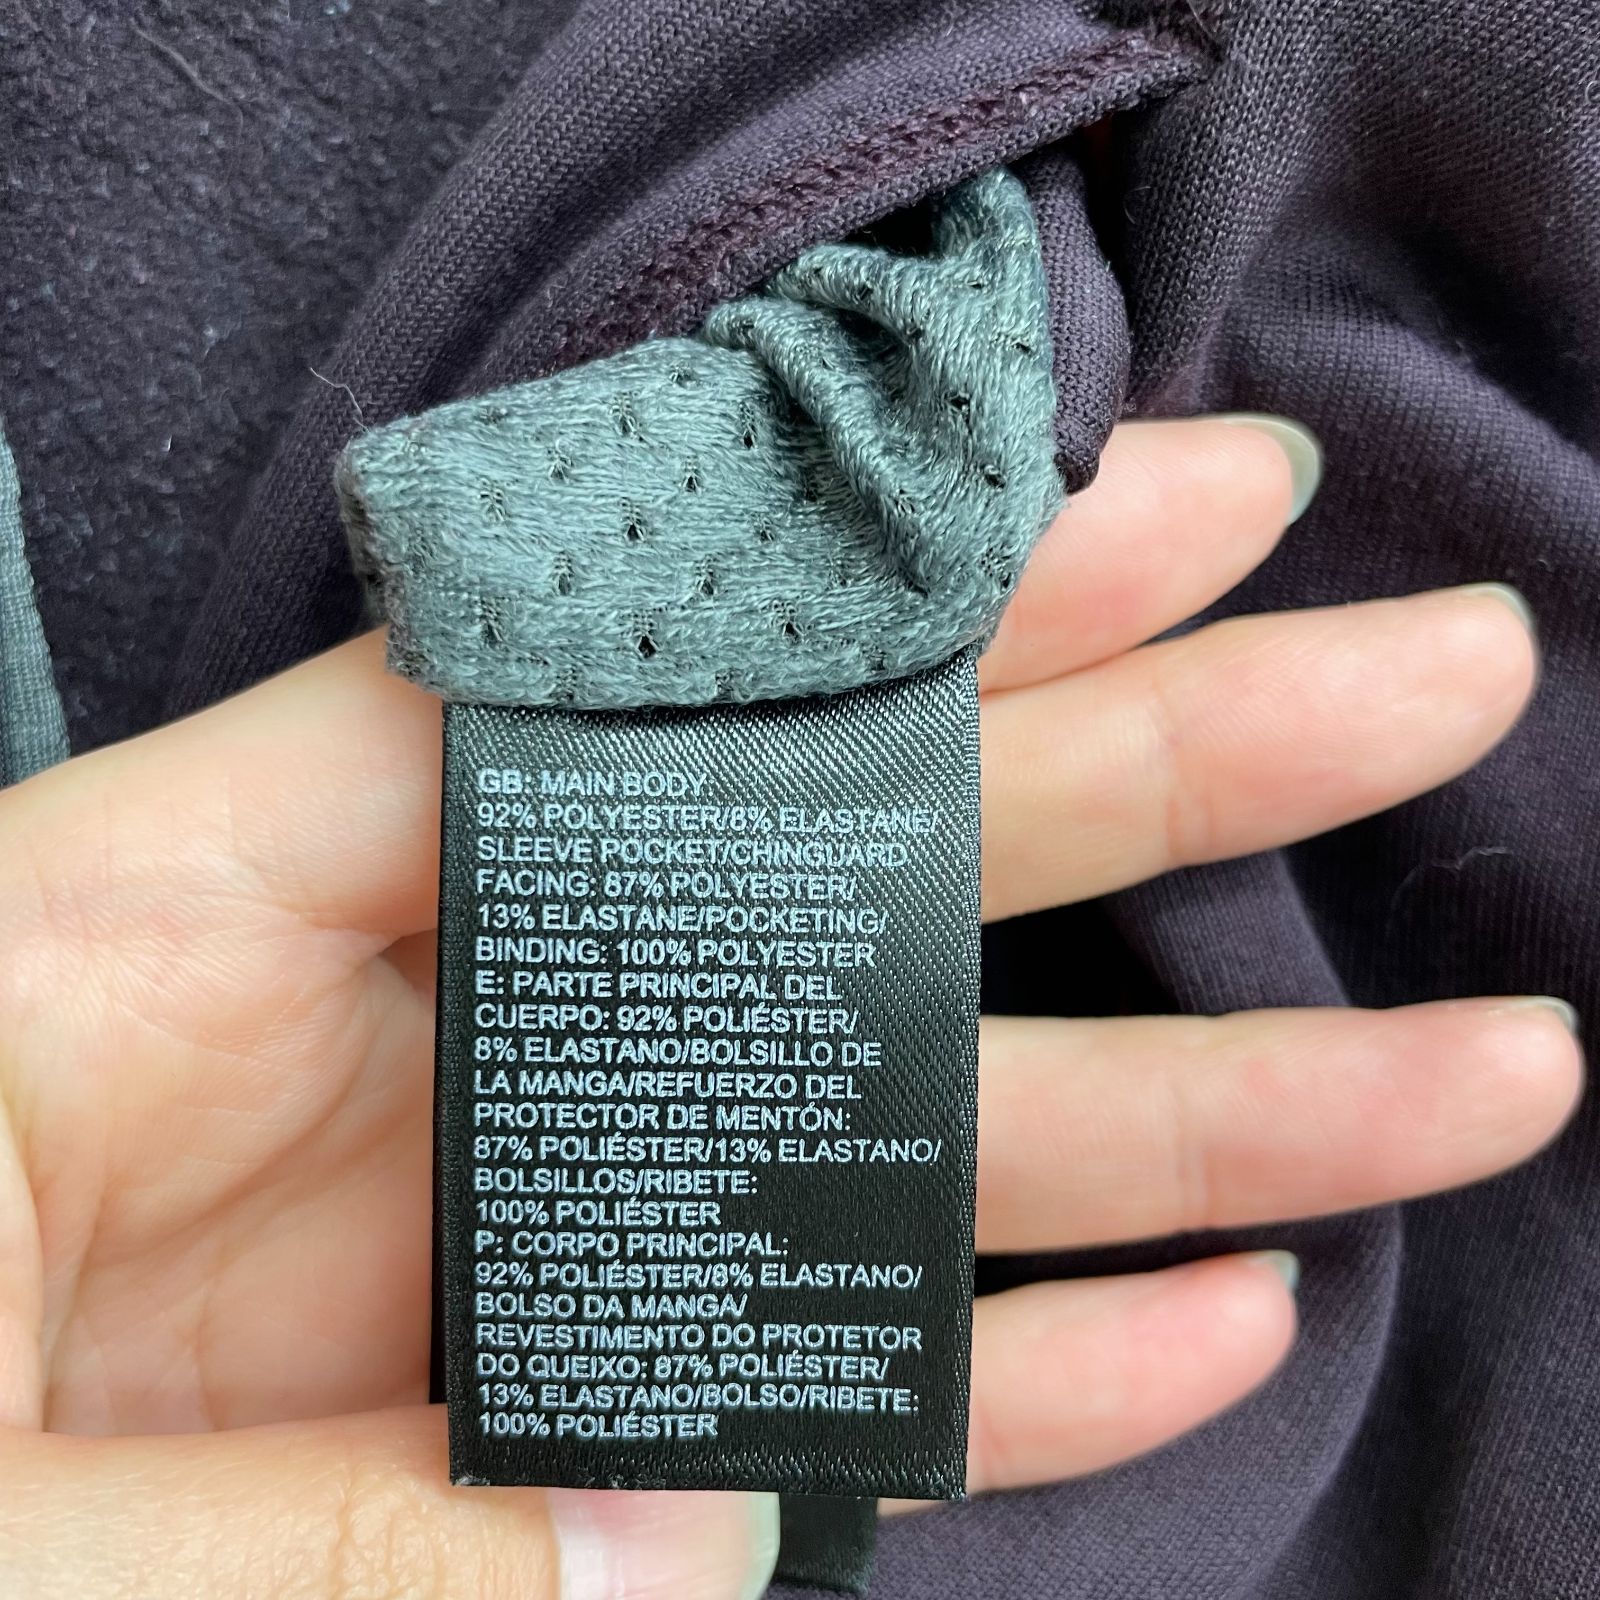 GB: MAIN BODY
92% POLYESTER/8% ELASTANE/
SLEEVE POCKET/CHINGUARD
FACING: 87% POLYESTER/
13% ELASTANE/POCKETING/
BINDING: 100% POLYESTER
E: PARTE PRINCIPAL DEL
CUERPO: 92% POLIÉSTER/
8% ELASTANO/BOLSILLO DE
LA MANGA/REFUERZO DEL
PROTECTOR DE MENTÓN:
87% POLIÉSTER/13% ELASTANO/
BOLSILLOS/RIBETE:
100% POLIÉSTER
P: CORPO PRINCIPAL:
92% POLIÉSTER/8% ELASTANO/
BOLSO DA MANGA/
REVESTIMENTO DO PROTETOR
DO QUEIXO: 87% POLIÉSTER/
13% ELASTANO/BOLSO/RIBETE:
100% POLIÉSTER